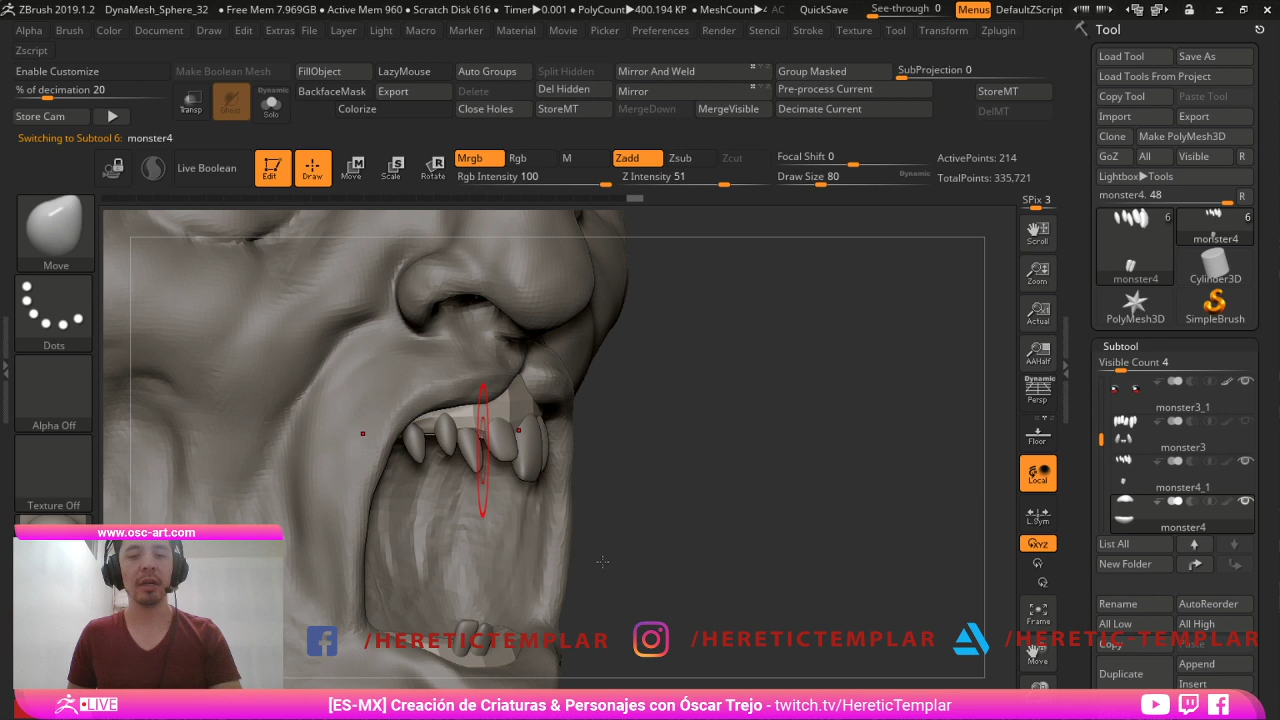 ZBrush 2019.1.2 DynaMesh_Sphere_32 • Free Mem 7.969GB • Active Mem 960 • Scratch Disk 616 • Timer▶0.001 • PolyCount▶400.194 KP • MeshCount▶4 AC QuickSave See-through 0 Menus DefaultZScript
Alpha Brush Color Document Draw Edit Extras File Layer Light Macro Marker Material Movie Picker Preferences Render Stencil Stroke Texture Tool Transform Zplugin
Zscript
Enable Customize Make Boolean Mesh FillObject LazyMouse Auto Groups Split Hidden Mirror And Weld Group Masked SubProjection 0
% of decimation 20 Transp Ghost Dynamic Solo BackfaceMask Export Delete Del Hidden Mirror Pre-process Current StoreMT
Store Cam Colorize Close Holes StoreMT MergeDown MergeVisible Decimate Current DelMT
Switching to Subtool 6: monster4
Live Boolean Edit Draw Move Scale Rotate Mrgb Rgb M Zadd Zsub Zcut Focal Shift 0 ActivePoints: 214
Rgb Intensity 100 Z Intensity 51 Draw Size 80 Dynamic TotalPoints: 335,721
Move
Dots
Alpha Off
Texture Off
SPix 3
Scroll
Zoom
Actual
AAHalf
Dynamic
Persp
Floor
Local
L.Sym
XYZ
Frame
Move
Tool
Load Tool Save As
Load Tools From Project
Copy Tool Paste Tool
Import Export
Clone Make PolyMesh3D
GoZ All Visible R
Lightbox▶Tools
monster4. 48 R
6 6
monster4
monster4 Cylinder3D
PolyMesh3D SimpleBrush
Subtool
Visible Count 4
monster3_1
monster3
monster4_1
monster4
List All
New Folder
Rename AutoReorder
All Low All High
Copy Paste
Duplicate Append
Insert
www.osc-art.com
/HERETICTEMPLAR /HERETICTEMPLAR /HERETIC_TEMPLAR
LIVE [ES-MX] Creación de Criaturas & Personajes con Óscar Trejo - twitch.tv/HereticTemplar